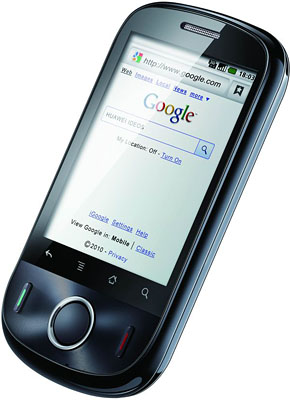 18:03
http://www.google.com
Web Images Local News more ▼
Google
HUAWEI IDEOS
My Location: Off - Turn On
iGoogle Settings Help
View Google in: Mobile | Classic
©2010 - Privacy